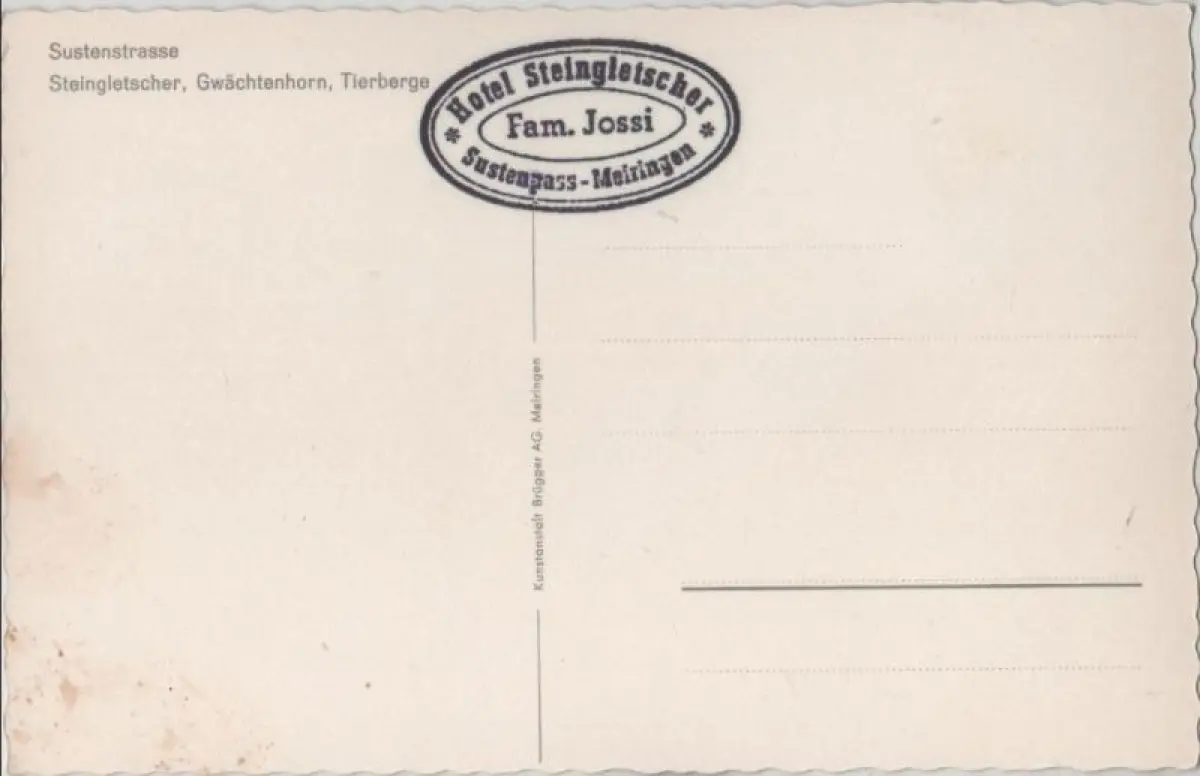 Sustenstrasse
Steingletscher, Gwächtenhorn, Tierberge
* Hotel Steingletscher *
Fam. Jossi
Sustenpass-Meiringen
Kunstanstalt Brügger AG. Meiringen